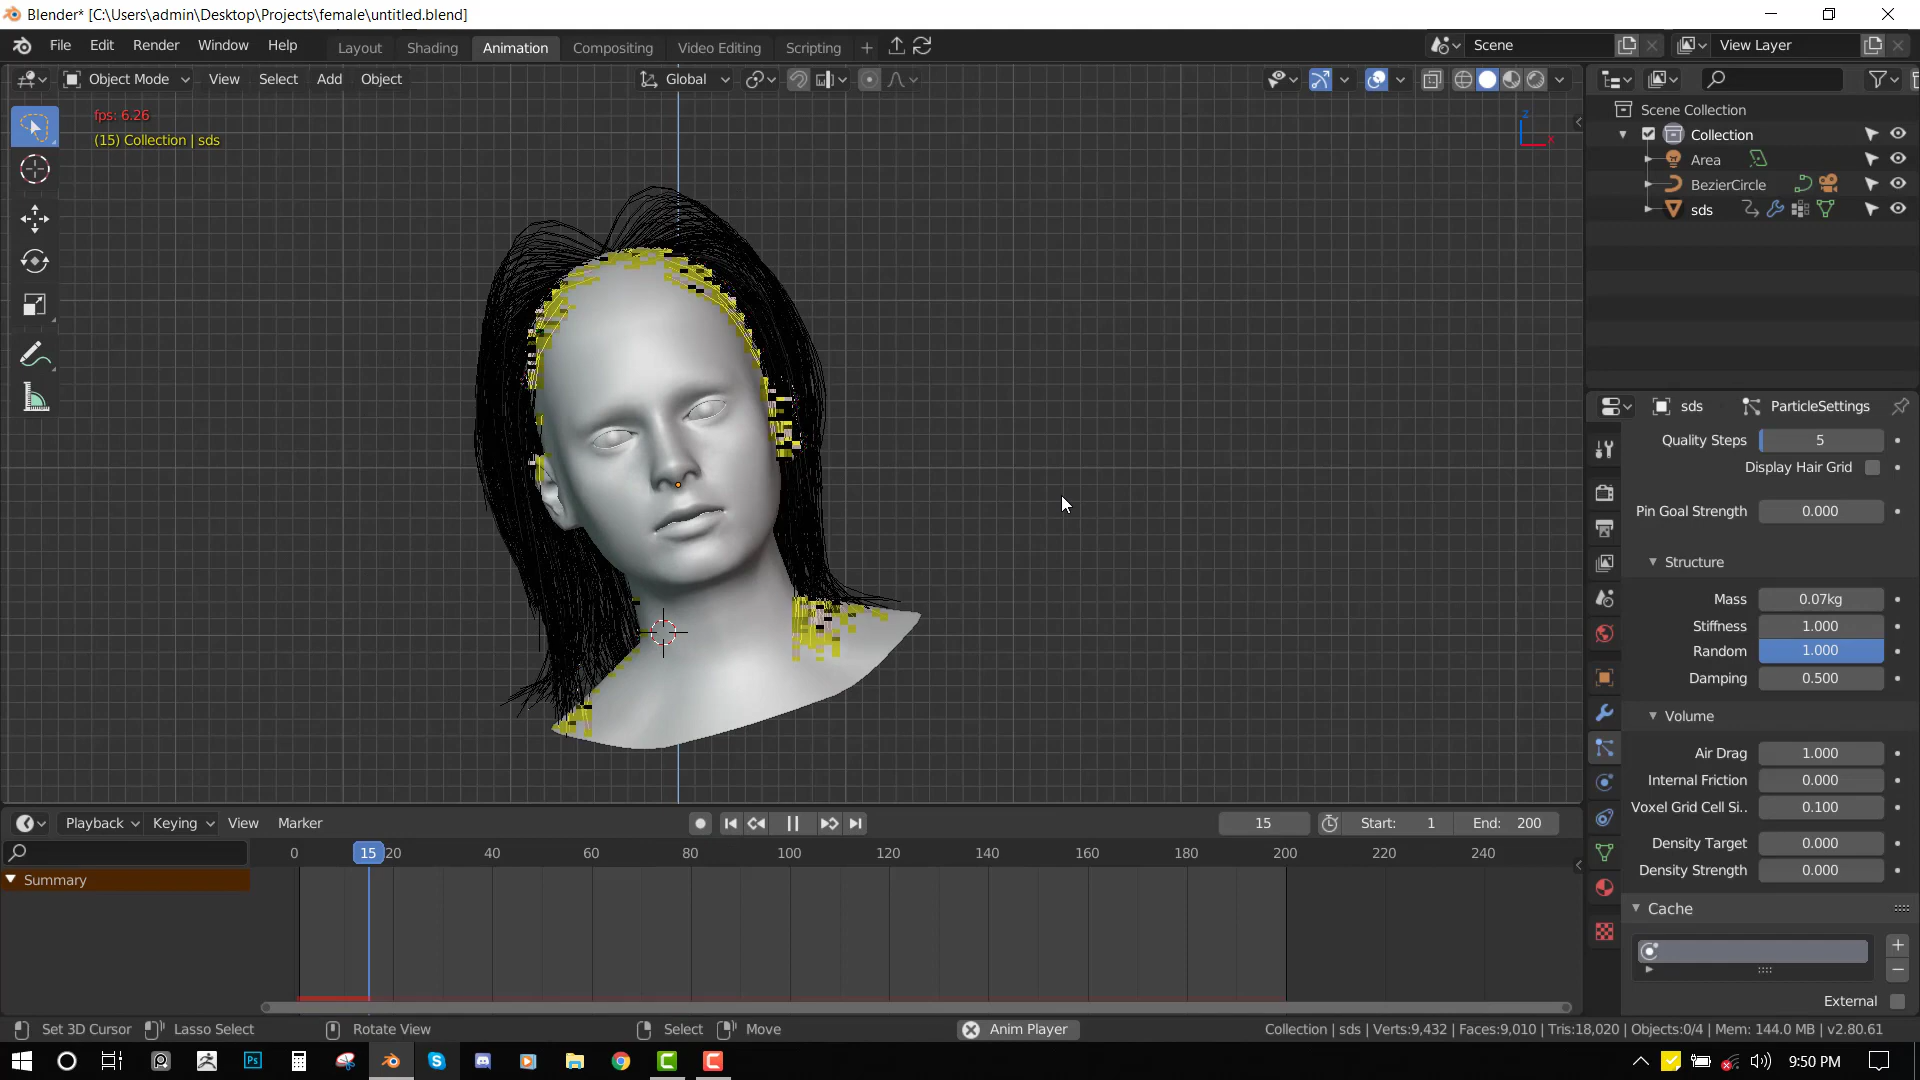 Blender* [C:\Users\admin\Desktop\Projects\female\untitled.blend]
File Edit Render Window Help Layout Shading Animation Compositing Video Editing Scripting + Scene View Layer
Object Mode View Select Add Object Global
fps: 6.26
(15) Collection | sds
Z
X
Scene Collection
Collection
Area
BezierCircle
sds
sds ParticleSettings
Quality Steps 5
Display Hair Grid
Pin Goal Strength 0.000
Structure
Mass 0.07kg
Stiffness 1.000
Random 1.000
Damping 0.500
Volume
Air Drag 1.000
Internal Friction 0.000
Voxel Grid Cell Si.. 0.100
Density Target 0.000
Density Strength 0.000
Cache
External
Playback Keying View Marker 15 Start: 1 End: 200
0 15 20 40 60 80 100 120 140 160 180 200 220 240
Summary
Set 3D Cursor Lasso Select Rotate View Select Move Anim Player Collection | sds | Verts:9,432 | Faces:9,010 | Tris:18,020 | Objects:0/4 | Mem: 144.0 MB | v2.80.61
Ps 9:50 PM